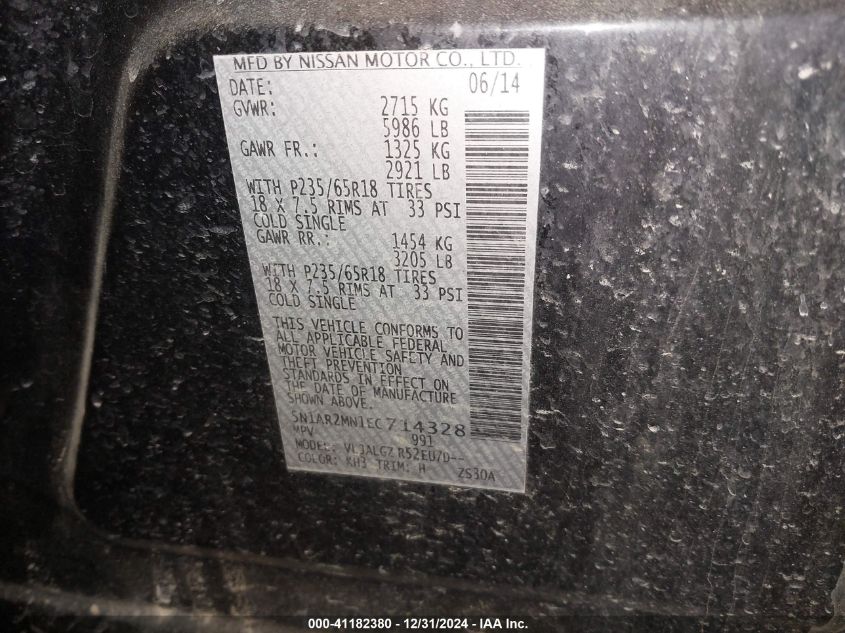 MFD BY NISSAN MOTOR CO., LTD.
DATE: 06/14
GVWR: 2715 KG
5986 LB
GAWR FR.: 1325 KG
2921 LB
WITH P235/65R18 TIRES
18 X 7.5 RIMS AT 33 PSI
COLD SINGLE
GAWR RR.: 1454 KG
3205 LB
WITH P235/65R18 TIRES
18 X 7.5 RIMS AT 33 PSI
COLD SINGLE
THIS VEHICLE CONFORMS TO
ALL APPLICABLE FEDERAL
MOTOR VEHICLE SAFETY AND
THEFT PREVENTION
STANDARDS IN EFFECT ON
THE DATE OF MANUFACTURE
SHOWN ABOVE.
5N1AR2MN1EC714328
MPV 991
MODEL:
COLOR: KH3 TRIM: H ZS30A
000-41182380 - 12/31/2024 - IAA Inc.